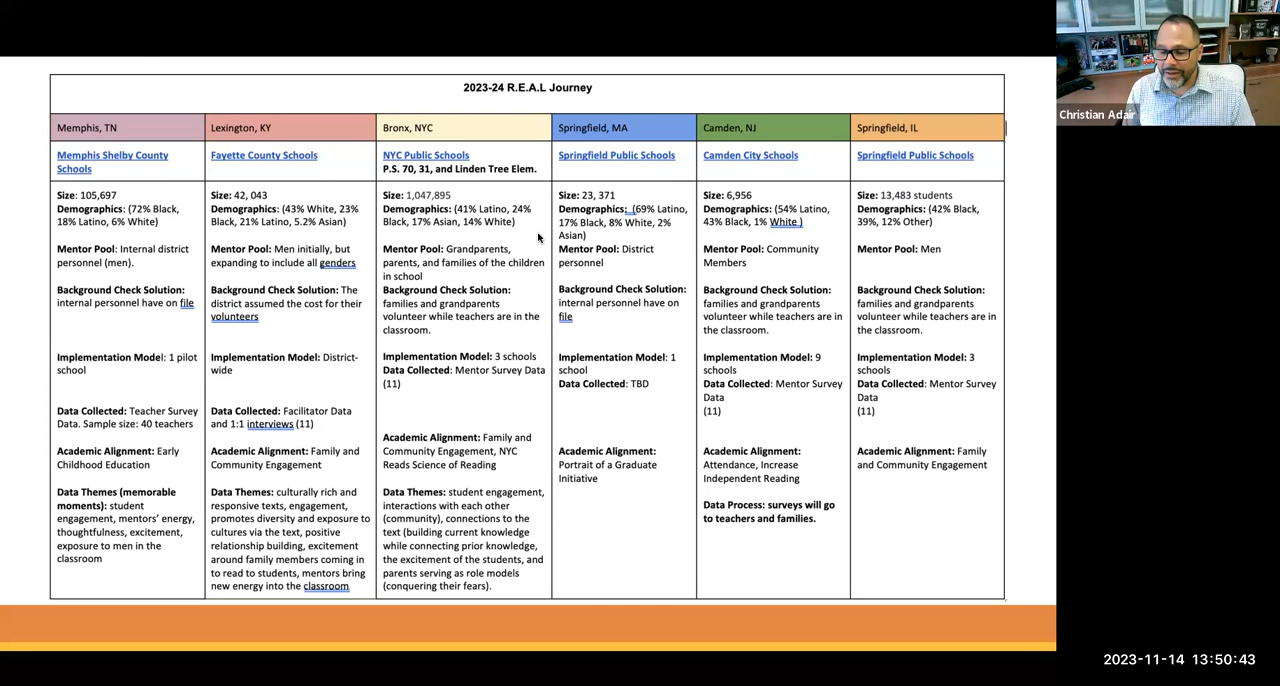 2023-24 R.E.A.L Journey
Memphis, TN
Lexington, KY
Bronx, NYC
Springfield, MA
Camden, NJ
Springfield, IL
Memphis Shelby County
Schools
Fayette County Schools
NYC Public Schools
P.S. 70, 31, and Linden Tree Elem.
Springfield Public Schools
Camden City Schools
Springfield Public Schools
Size: 105,697
Demographics: (72% Black,
18% Latino, 6% White)
Mentor Pool: Internal district
personnel (men).
Background Check Solution:
internal personnel have on file
Implementation Model: 1 pilot
school
Data Collected: Teacher Survey
Data. Sample size: 40 teachers
Academic Alignment: Early
Childhood Education
Data Themes (memorable
moments): student
engagement, mentors' energy,
thoughtfulness, excitement,
exposure to men in the
classroom
Size: 42, 043
Demographics: (43% White, 23%
Black, 21% Latino, 5.2% Asian)
Mentor Pool: Men initially, but
expanding to include all genders
Background Check Solution: The
district assumed the cost for their
volunteers
Implementation Model: District-
wide
Data Collected: Facilitator Data
and 1:1 interviews (11)
Academic Alignment: Family and
Community Engagement
Data Themes: culturally rich and
responsive texts, engagement,
promotes diversity and exposure to
cultures via the text, positive
relationship building, excitement
around family members coming in
to read to students, mentors bring
new energy into the classroom
Size: 1,047,895
Demographics: (41% Latino, 24%
Black, 17% Asian, 14% White)
Mentor Pool: Grandparents,
parents, and families of the children
in school
Background Check Solution:
families and grandparents
volunteer while teachers are in the
classroom.
Implementation Model: 3 schools
Data Collected: Mentor Survey Data
(11)
Academic Alignment: Family and
Community Engagement, NYC
Reads Science of Reading
Data Themes: student engagement,
interactions with each other
(community), connections to the
text (building current knowledge
while connecting prior knowledge,
the excitement of the students, and
parents serving as role models
(conquering their fears).
Size: 23, 371
Demographics: (69% Latino,
17% Black, 8% White, 2%
Asian)
Mentor Pool: District
personnel
Background Check Solution:
internal personnel have on
file
Implementation Model: 1
school
Data Collected: TBD
Academic Alignment:
Portrait of a Graduate
Initiative
Size: 6,956
Demographics: (54% Latino,
43% Black, 1% White )
Mentor Pool: Community
Members
Background Check Solution:
families and grandparents
volunteer while teachers are in
the classroom.
Implementation Model: 9
schools
Data Collected: Mentor Survey
Data
(11)
Academic Alignment:
Attendance, Increase
Independent Reading
Data Process: surveys will go
to teachers and families.
Size: 13,483 students
Demographics: (42% Black,
39%, 12% Other)
Mentor Pool: Men
Background Check Solution:
families and grandparents
volunteer while teachers are in
the classroom.
Implementation Model: 3
schools
Data Collected: Mentor Survey
Data
(11)
Academic Alignment: Family
and Community Engagement
Christian Adair
2023-11-14 13:50:43